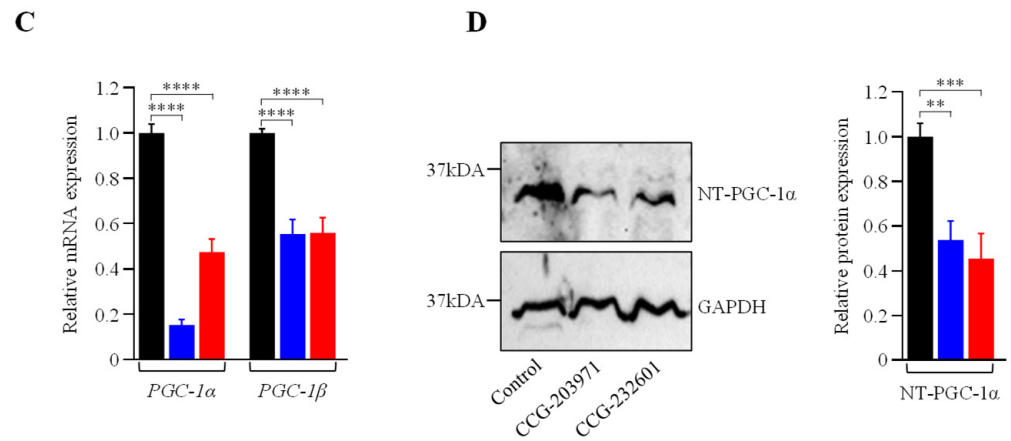 C
Relative mRNA expression
1.2
1.0
0.8
0.6
0.4
0.2
0
****
****
****
****
PGC-1α
PGC-1β
D
37kDA
NT-PGC-1α
37kDA
GAPDH
Control
CCG-203971
CCG-232601
Relative protein expression
1.2
1.0
0.8
0.6
0.4
0.2
0
***
**
NT-PGC-1α